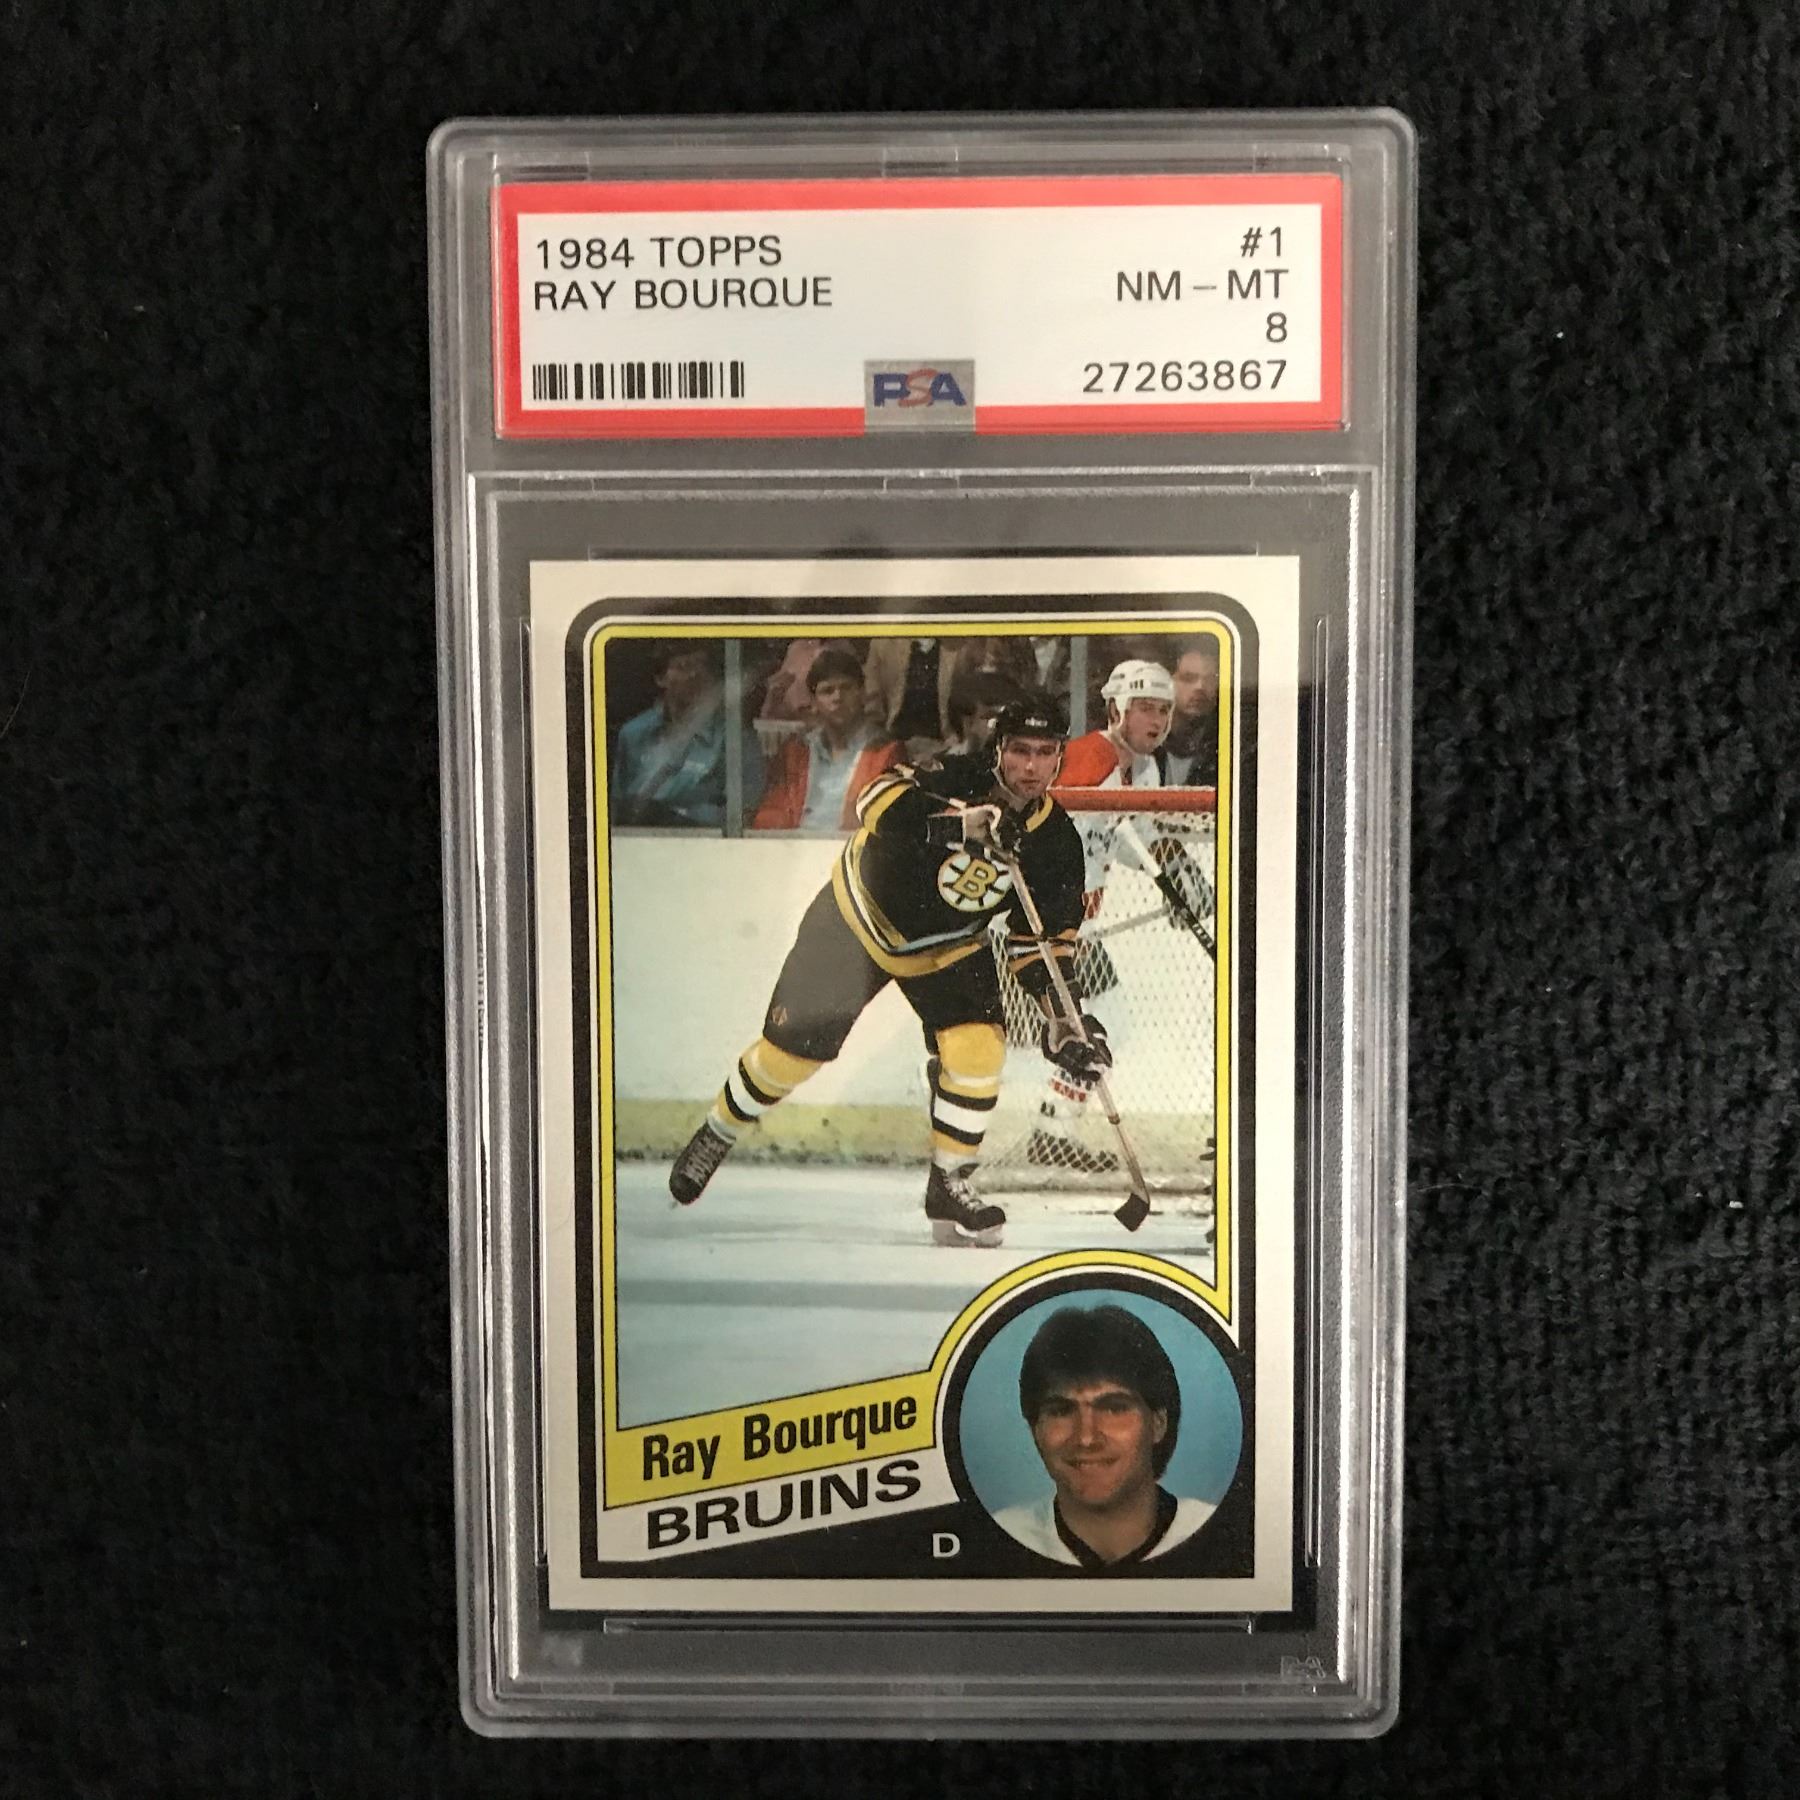 1984 TOPPS #1
RAY BOURQUE NM – MT
8
PSA 27263867
B
Ray Bourque
BRUINS
D